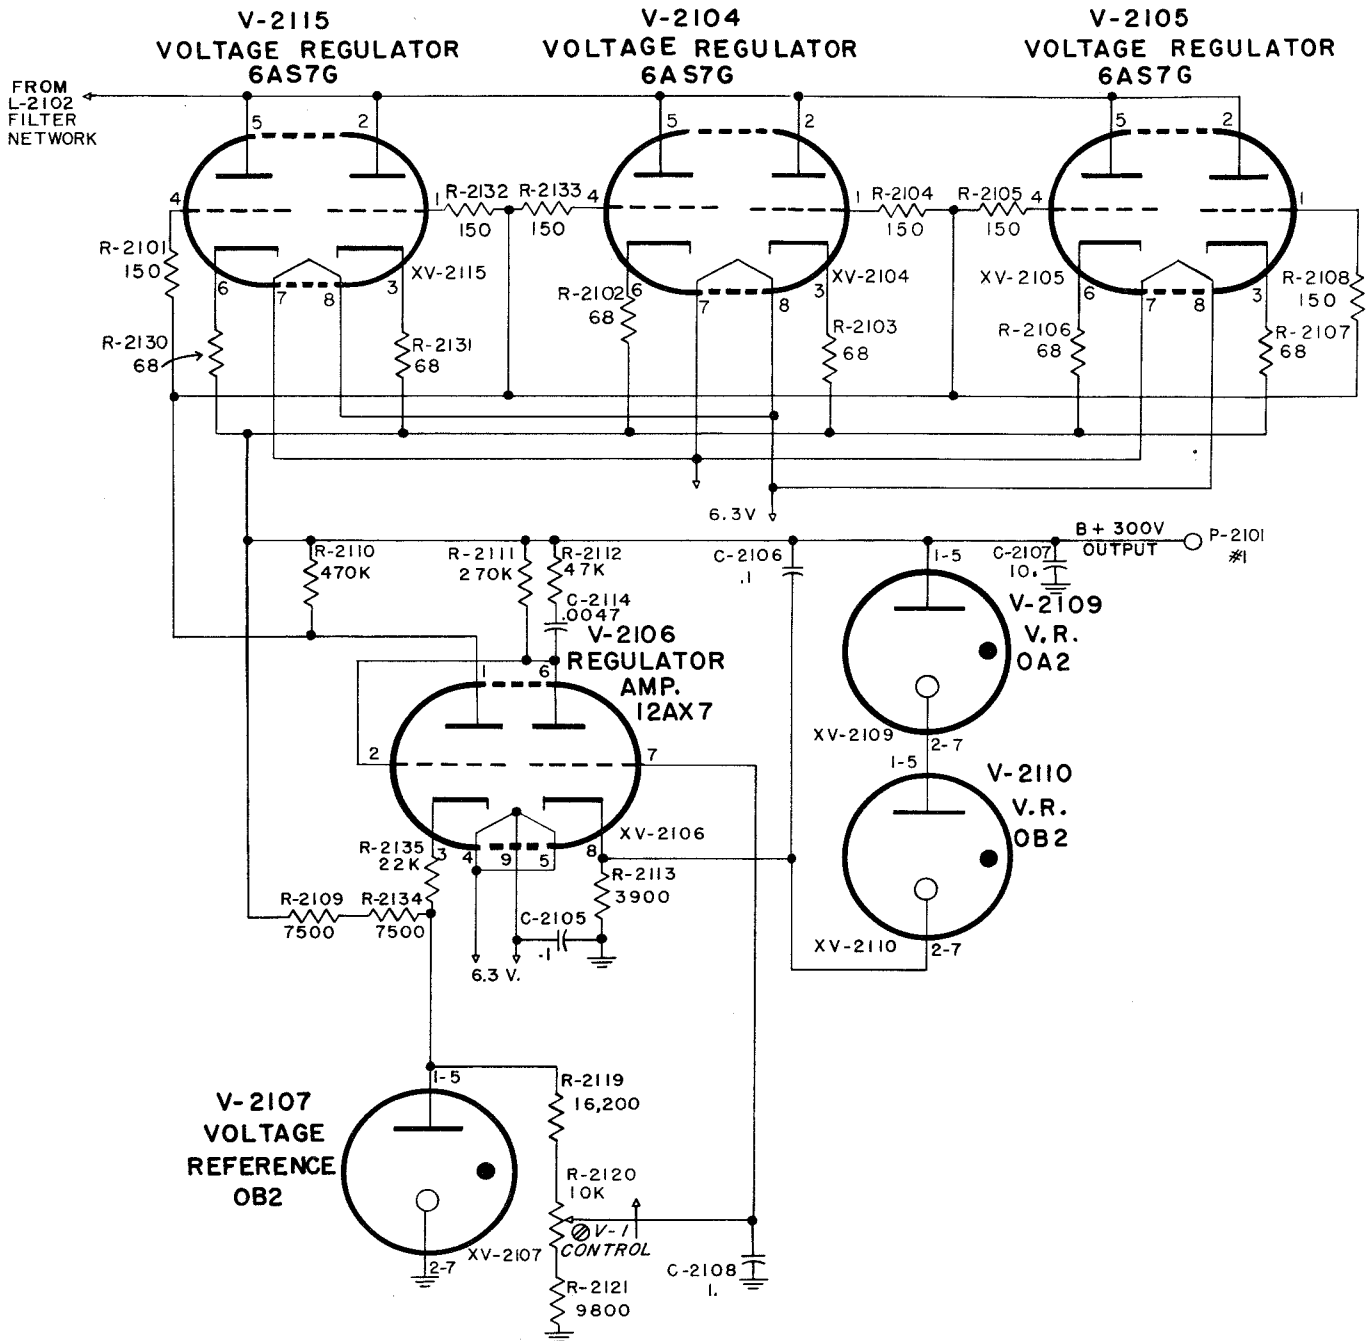 V-2115
VOLTAGE REGULATOR
6AS7G
V-2104
VOLTAGE REGULATOR
6AS7G
V-2105
VOLTAGE REGULATOR
6AS7G
FROM
L-2102
FILTER
NETWORK
5
2
5
2
5
2
4
1
R-2132
150
R-2133
150
4
1
R-2104
150
R-2105
150
4
1
R-2101
150
XV-2115
XV-2104
XV-2105
R-2108
150
6
7
8
3
6
7
8
3
6
7
8
3
R-2130
68
R-2131
68
R-2102
68
R-2103
68
R-2106
68
R-2107
68
6.3V
R-2110
470K
R-2111
270K
R-2112
47K
C-2114
.0047
C-2106
.1
1-5
C-2107
10.
B+ 300V
OUTPUT
P-2101
#1
V-2106
REGULATOR
AMP.
12AX7
V-2109
V.R.
OA2
1
6
2
7
XV-2109
2-7
1-5
V-2110
V.R.
OB2
XV-2106
R-2135
22K
3
4
9
5
8
R-2113
3900
R-2109
7500
R-2134
7500
C-2105
.1
XV-2110
2-7
6.3 V.
1-5
V-2107
VOLTAGE
REFERENCE
OB2
R-2119
16,200
R-2120
10K
V-1
CONTROL
XV-2107
2-7
C-2108
1.
R-2121
9800